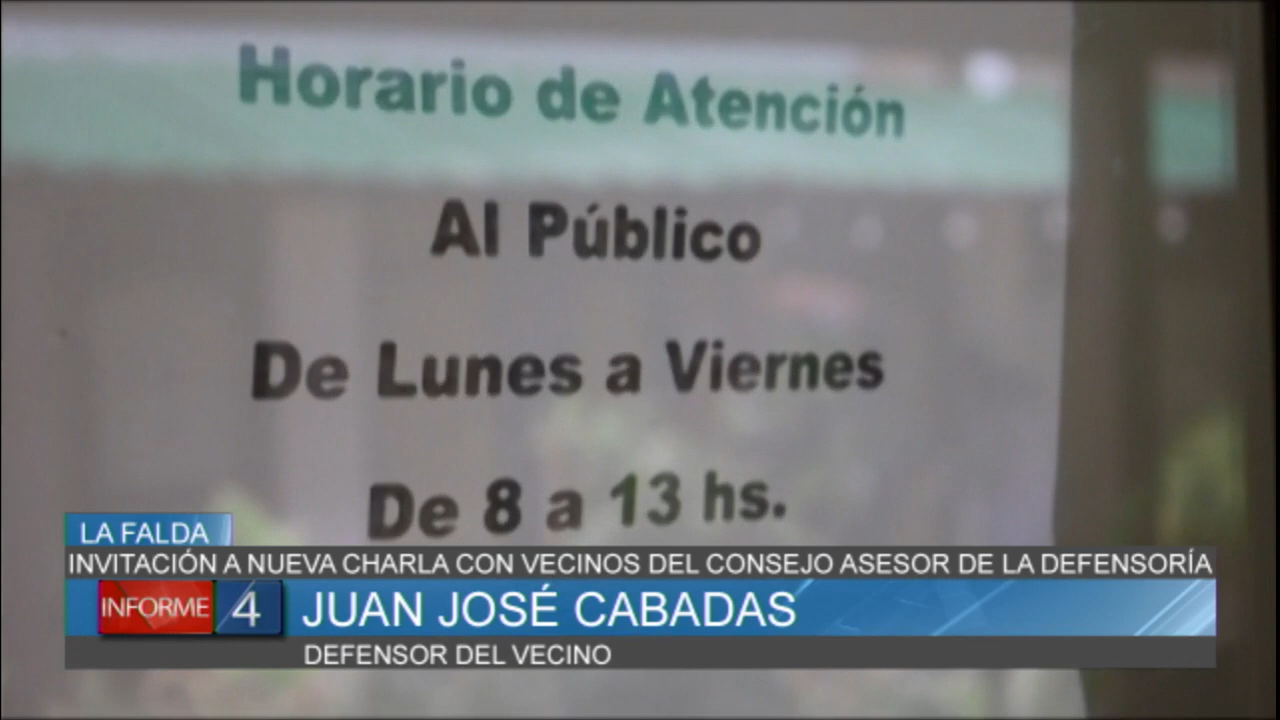 Horario de Atención
Al Público
De Lunes a Viernes
De 8 a 13 hs.
LA FALDA
INVITACIÓN A NUEVA CHARLA CON VECINOS DEL CONSEJO ASESOR DE LA DEFENSORÍA
INFORME 4 JUAN JOSÉ CABADAS
DEFENSOR DEL VECINO